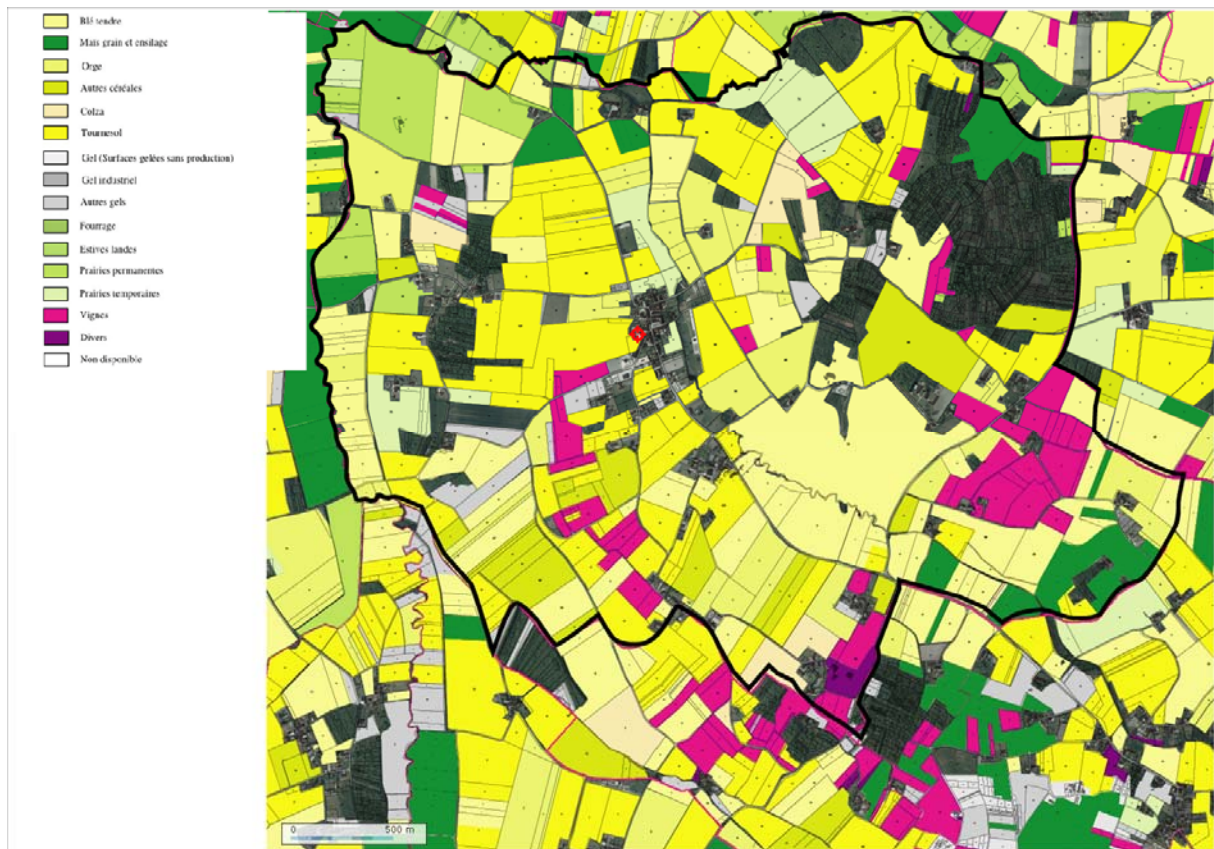 Blé tendre
Maïs grain et ensilage
Orge
Autres céréales
Colza
Tournesol
Gel (Surfaces gelées sans production)
Gel industriel
Autres gels
Fourrage
Estives landes
Prairies permanentes
Prairies temporaires
Vignes
Divers
Non disponible
0 500 m